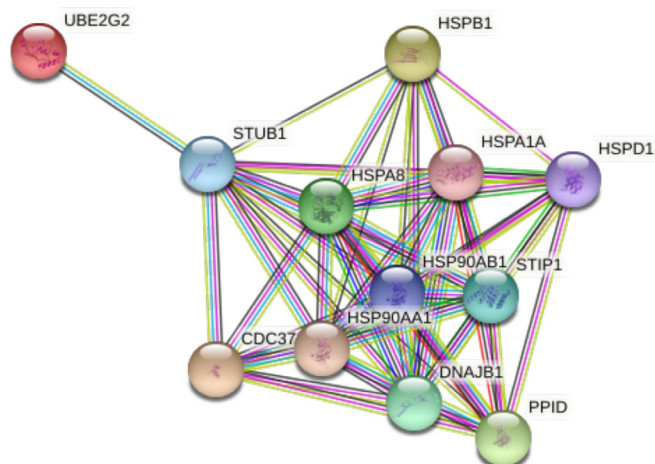 UBE2G2
HSPB1
STUB1
HSPA1A
HSPD1
HSPA8
HSP90AB1
STIP1
HSP90AA1
CDC37
DNAJB1
PPID